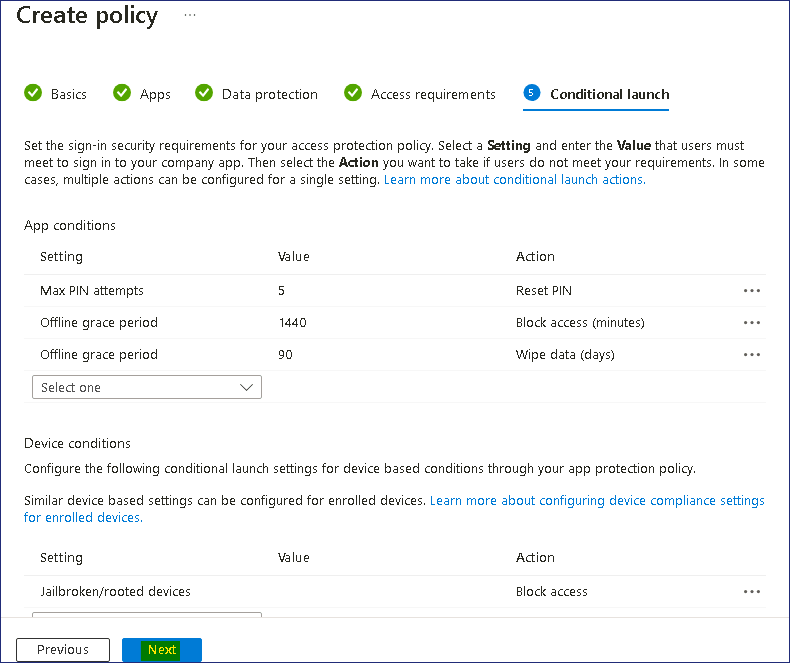 Create policy ...
Basics Apps Data protection Access requirements 5 Conditional launch
Set the sign-in security requirements for your access protection policy. Select a Setting and enter the Value that users must
meet to sign in to your company app. Then select the Action you want to take if users do not meet your requirements. In some
cases, multiple actions can be configured for a single setting. Learn more about conditional launch actions.
App conditions
Setting Value Action
Max PIN attempts 5 Reset PIN ...
Offline grace period 1440 Block access (minutes) ...
Offline grace period 90 Wipe data (days) ...
Select one
Device conditions
Configure the following conditional launch settings for device based conditions through your app protection policy.
Similar device based settings can be configured for enrolled devices. Learn more about configuring device compliance settings
for enrolled devices.
Setting Value Action
Jailbroken/rooted devices Block access ...
Previous Next